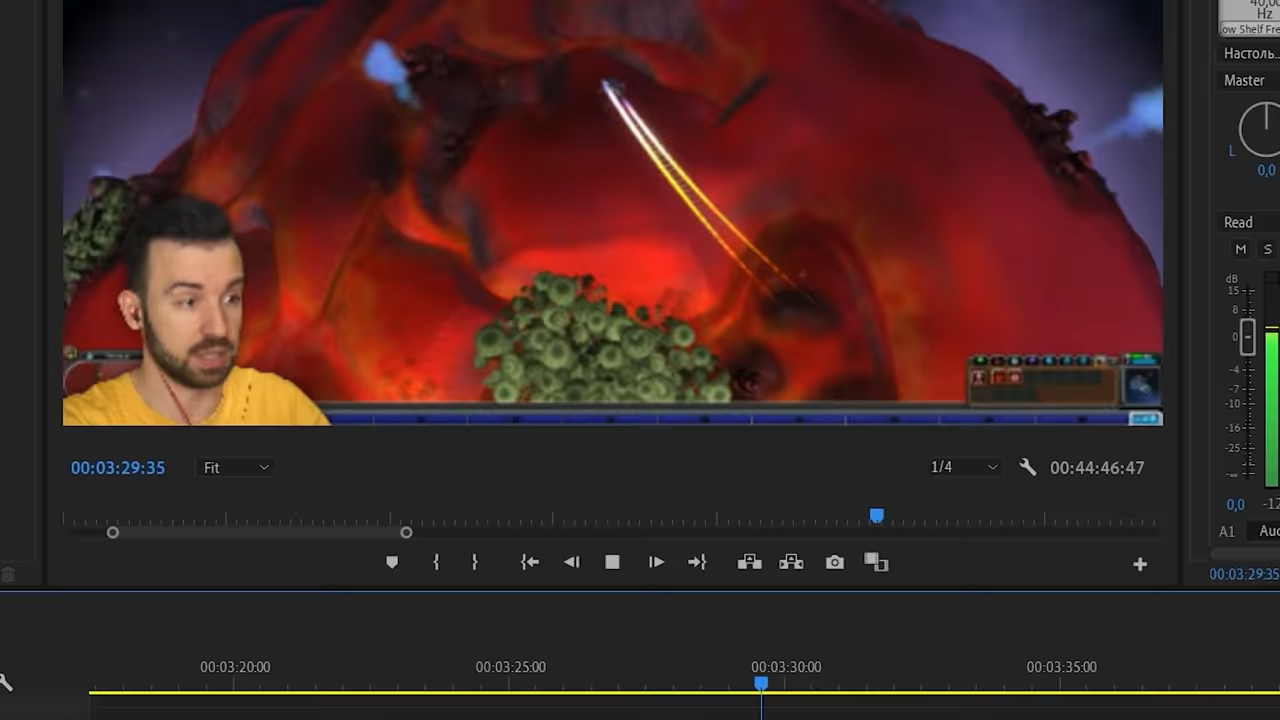 40,00
Hz
ow Shelf Fre
Настоль...
Master
L
0,0
Read
M S
dB
15
8
0
-4
-7
-10
-16
-25
-∞
0,0 -12
A1 Aud
00:03:29:35
00:03:29:35 Fit 1/4 00:44:46:47
00:03:20:00 00:03:25:00 00:03:30:00 00:03:35:00